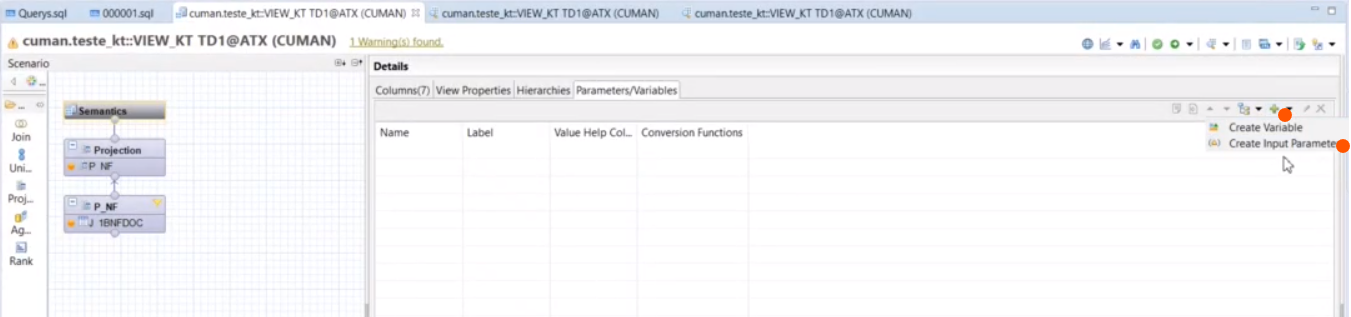 Querys.sql 000001.sql cuman.teste_kt::VIEW_KT TD1@ATX (CUMAN) cuman.teste_kt::VIEW_KT TD1@ATX (CUMAN) cuman.teste_kt::VIEW_KT TD1@ATX (CUMAN)
cuman.teste_kt::VIEW_KT TD1@ATX (CUMAN) 1 Warning(s) found.
Scenario
Details
Columns(7) View Properties Hierarchies Parameters/Variables
Semantics
Join
Projection
P_NF
Uni...
Proj...
P_NF
J_1BNFDOC
Ag...
Rank
Name Label Value Help Col... Conversion Functions
Create Variable
Create Input Paramete